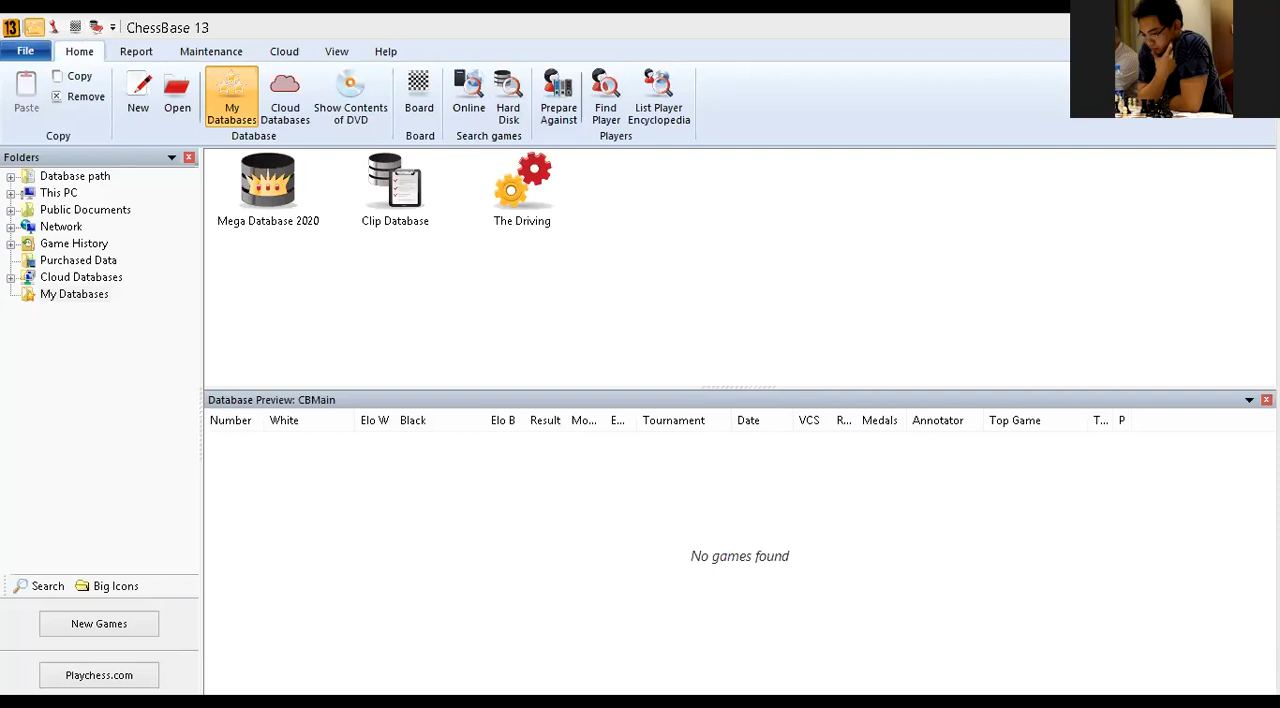 13 ChessBase 13
File Home Report Maintenance Cloud View Help
Paste Copy Remove
New Open My Databases Cloud Databases Show Contents of DVD Board Online Hard Disk Prepare Against Find Player List Player Encyclopedia
Copy Database Board Search games Players
Folders
Database path
This PC
Public Documents
Network
Game History
Purchased Data
Cloud Databases
My Databases
Search Big Icons
New Games
Playchess.com
Mega Database 2020 Clip Database The Driving
Database Preview: CBMain
Number White Elo W Black Elo B Result Mo... E... Tournament Date VCS R... Medals Annotator Top Game T... P
No games found